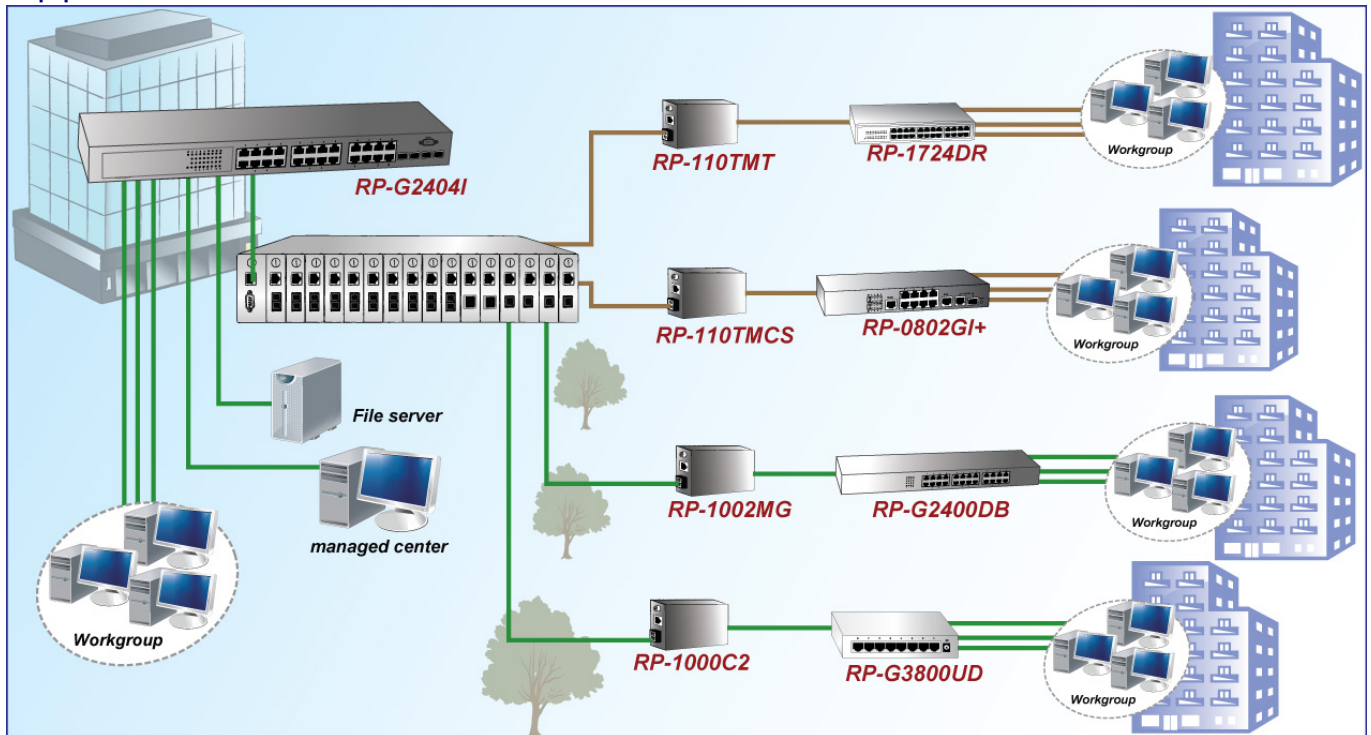 RP-G2404I
RP-110TMT
RP-1724DR
Workgroup
RP-110TMCS
RP-0802GI+
Workgroup
File server
managed center
RP-1002MG
RP-G2400DB
Workgroup
Workgroup
RP-1000C2
RP-G3800UD
Workgroup